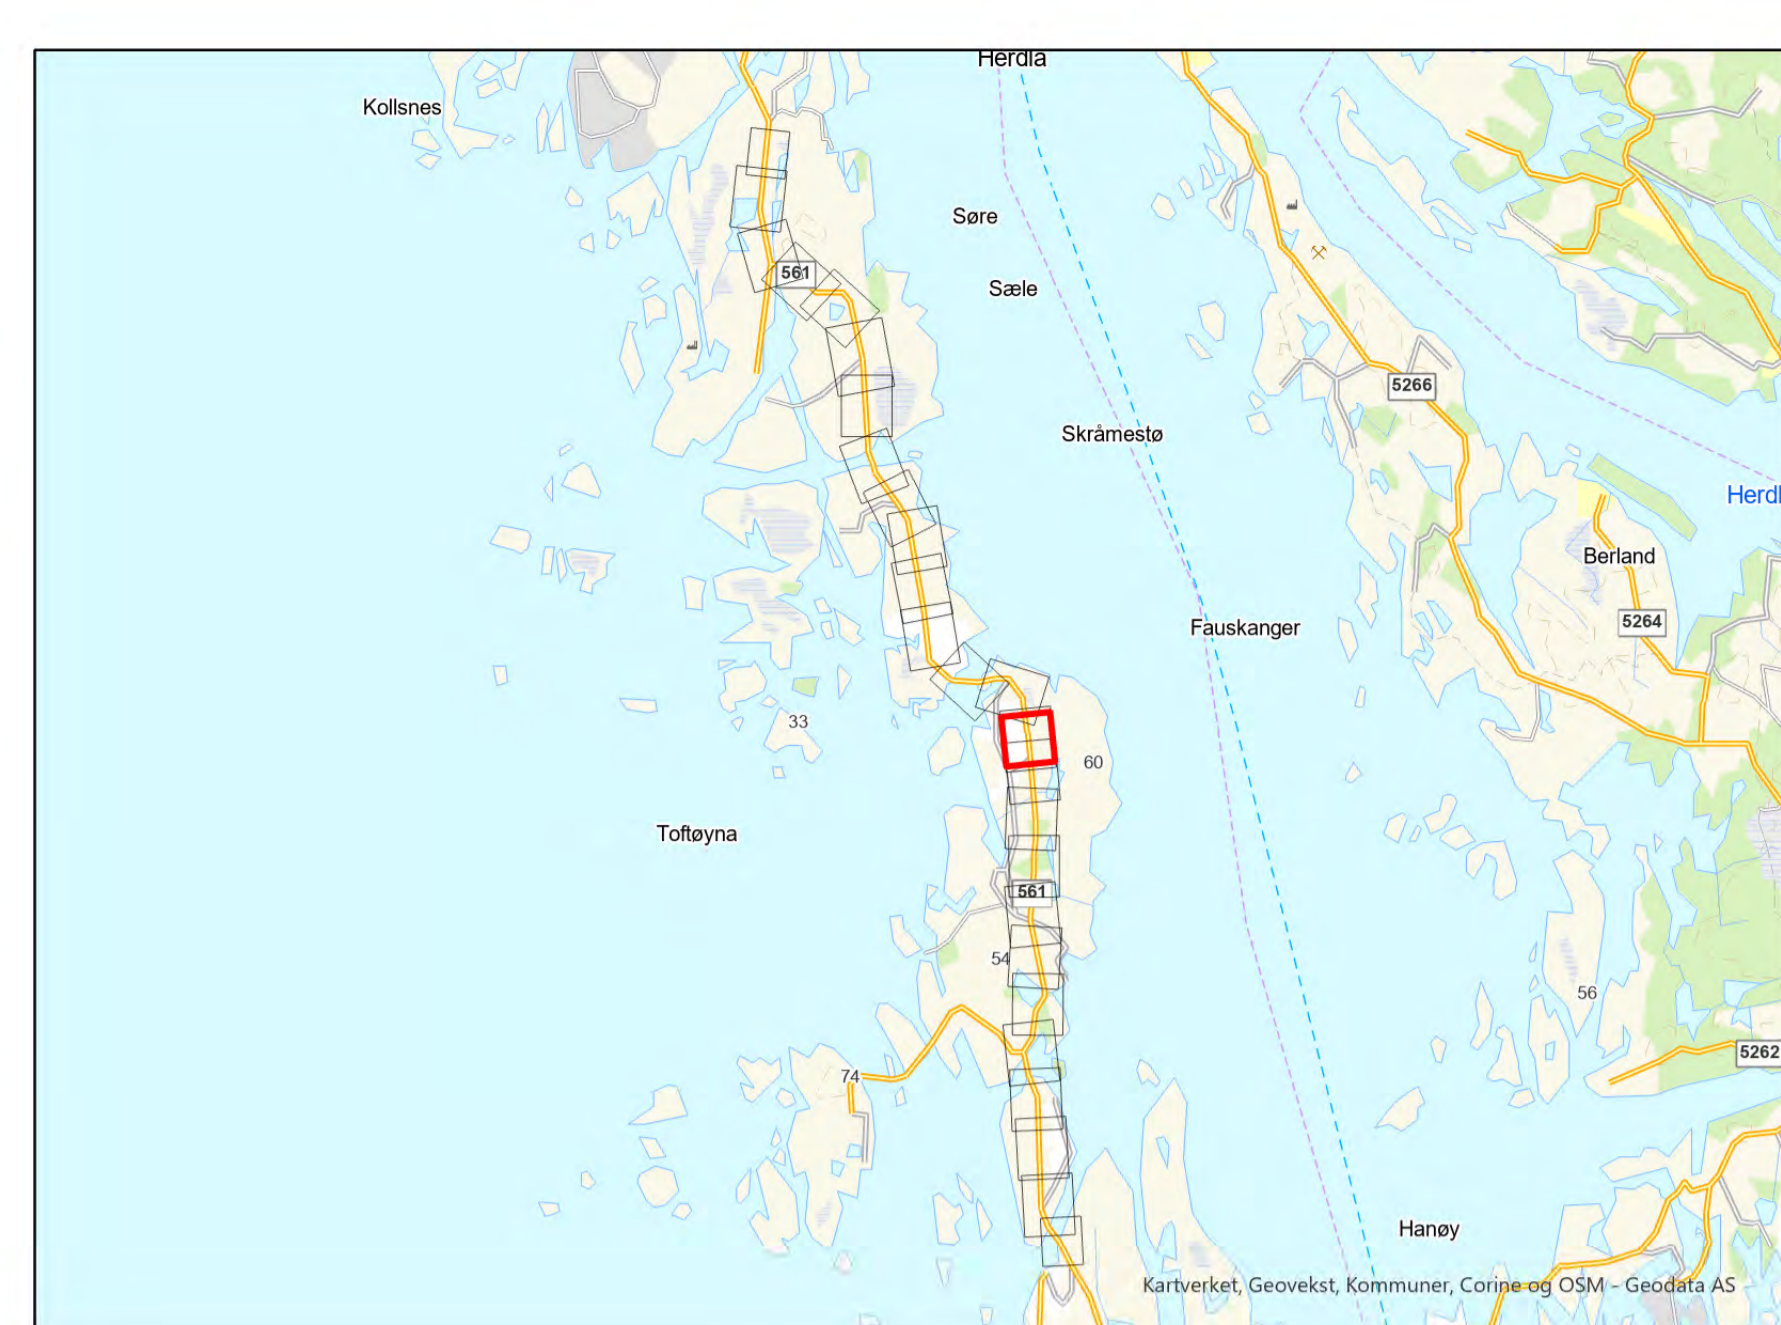 Herdla
Kollsnes
Søre
561
Sæle
5266
Skråmestø
Berland
5264
Fauskanger
33
60
Toftøyna
561
54
56
5262
74
Hanøy
Kartverket, Geovekst, Kommuner, Corine og OSM - Geodata AS